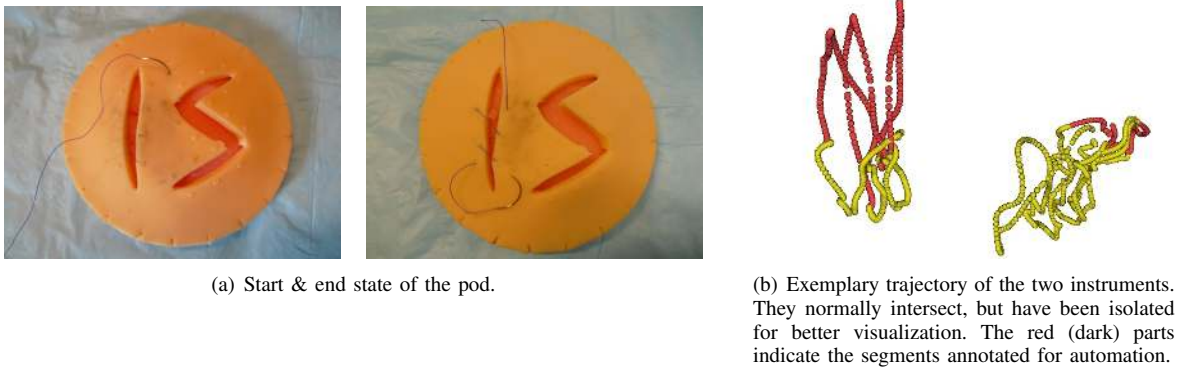 (a) Start & end state of the pod.
(b) Exemplary trajectory of the two instruments.
They normally intersect, but have been isolated
for better visualization. The red (dark) parts
indicate the segments annotated for automation.